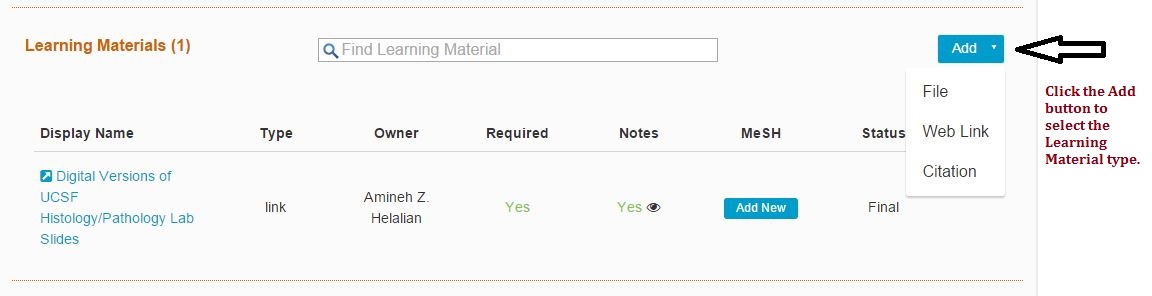 Learning Materials (1)
Find Learning Material
Add
File
Web Link
Citation
Click the Add
button to
select the
Learning
Material type.
Display Name
Type
Owner
Required
Notes
MeSH
Status
Digital Versions of
UCSF
Histology/Pathology Lab
Slides
link
Amineh Z.
Helalian
Yes
Yes
Add New
Final